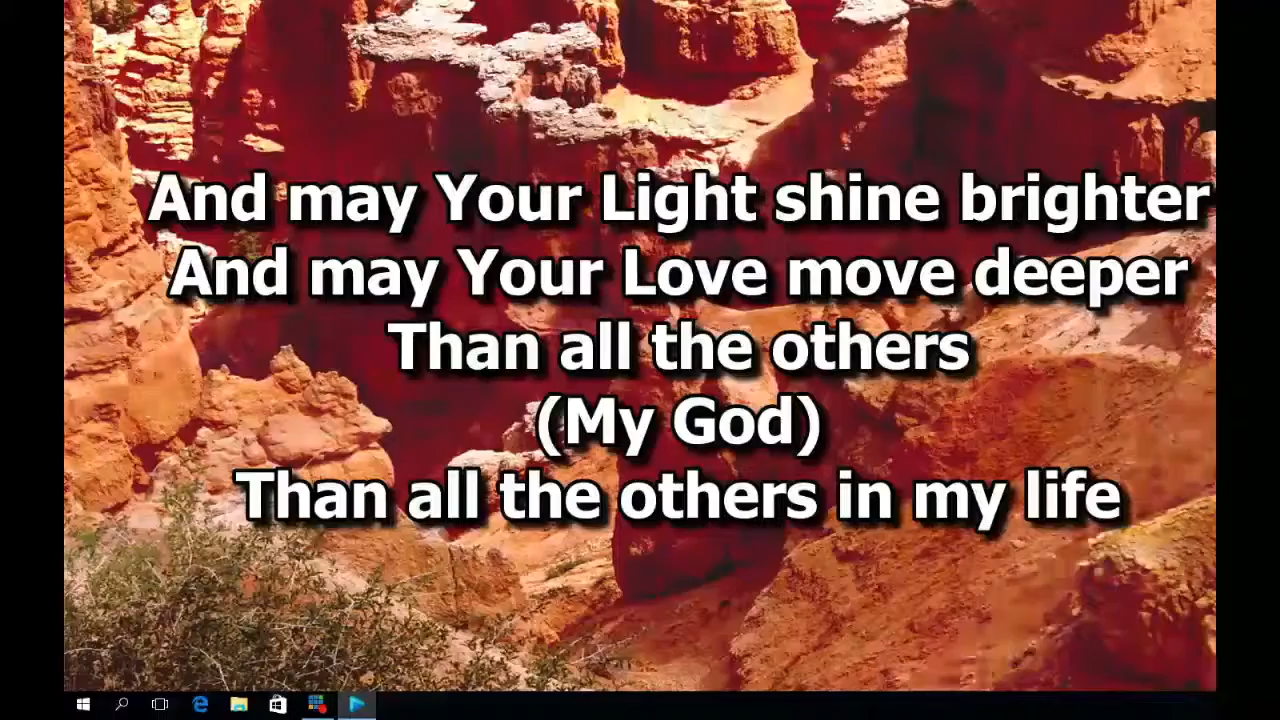 And may Your Light shine brighter
And may Your Love move deeper
Than all the others
(My God)
Than all the others in my life